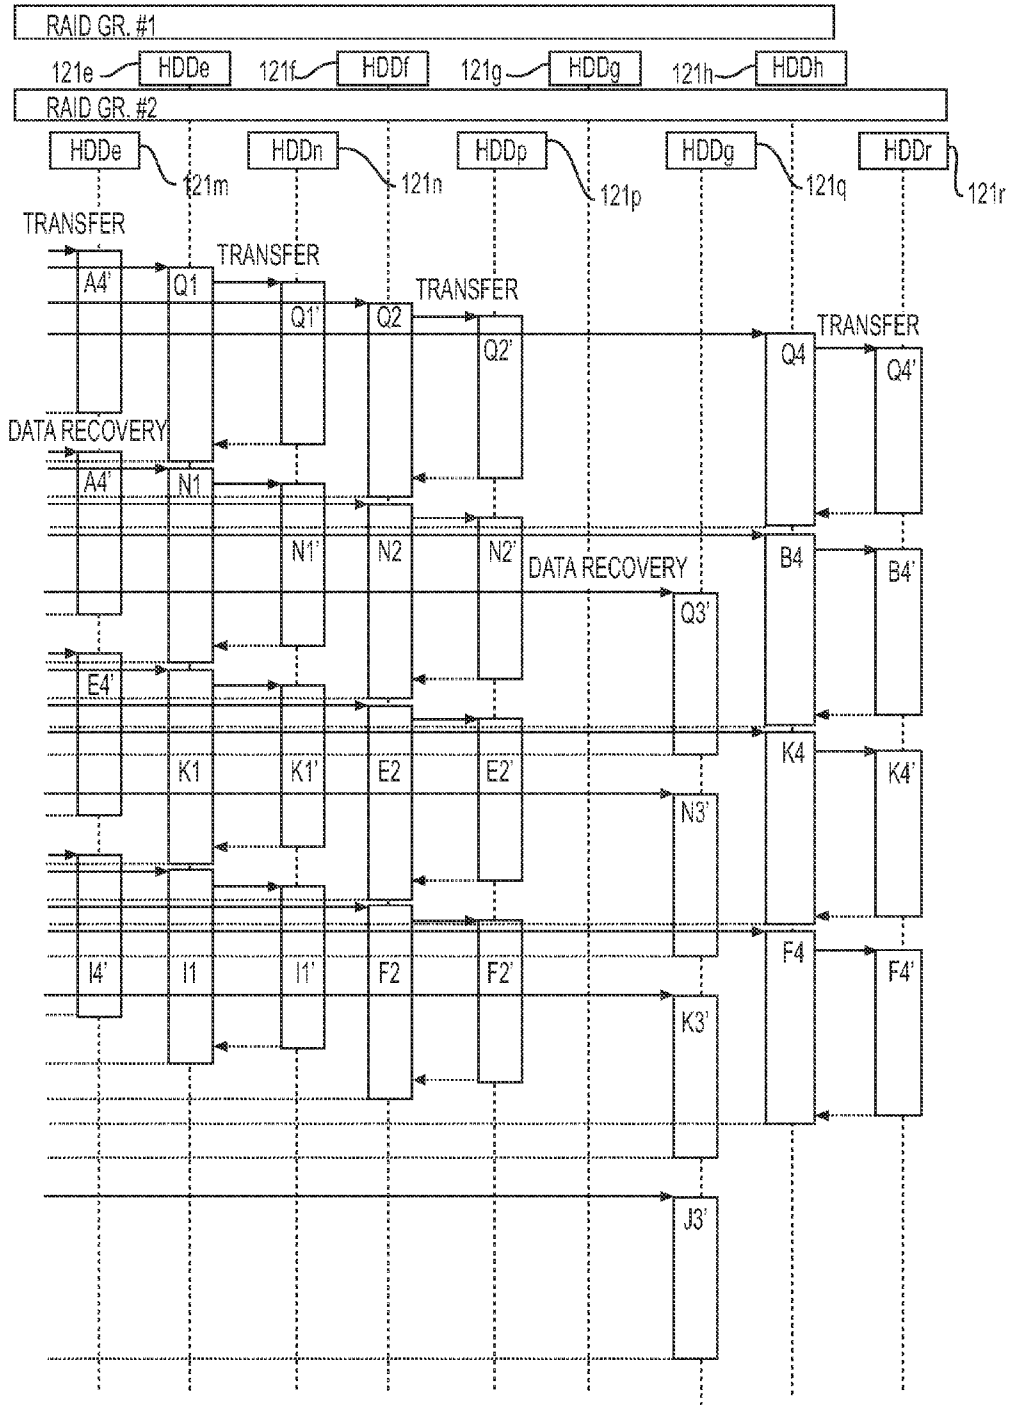 RAID GR. #1
121e HDDe 121f HDDf 121g HDDg 121h HDDh
RAID GR. #2
HDDe HDDn HDDp HDDg HDDr
121m 121n 121p 121q 121r
TRANSFER
TRANSFER
A4' Q1
TRANSFER
Q1' Q2
TRANSFER
Q2' Q4
Q4'
DATA RECOVERY
A4' N1
N1' N2 N2' B4
DATA RECOVERY B4'
Q3'
E4'
K1 K1' E2 E2' K4 K4'
N3'
F4
I4' I1 I1' F2 F2' F4'
K3'
J3'